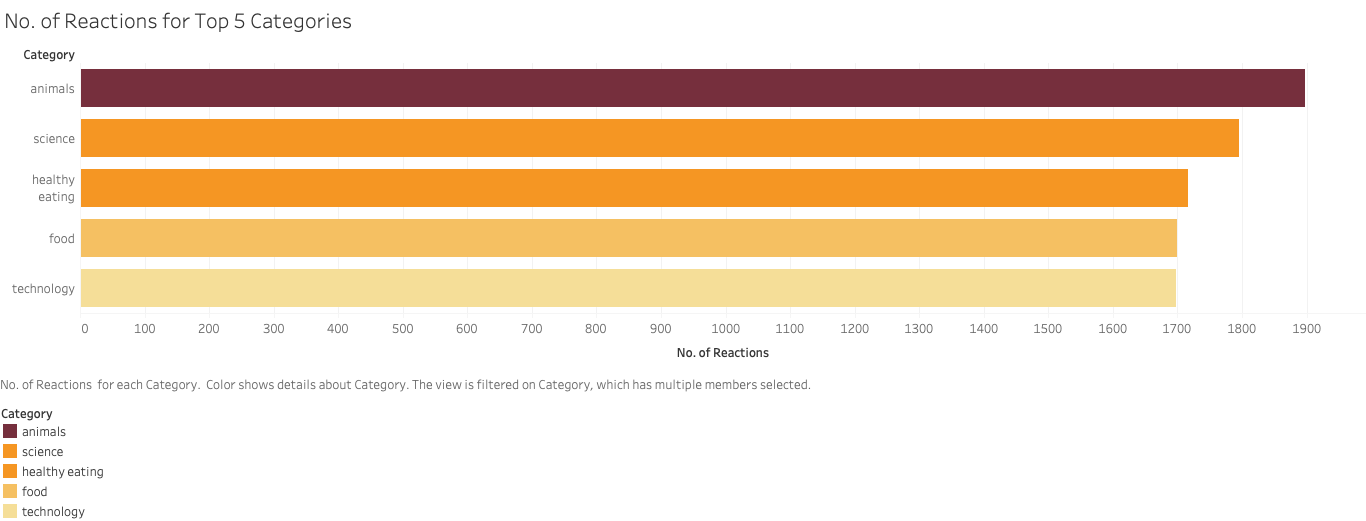 No. of Reactions for Top 5 Categories
Category
animals
science
healthy
eating
food
technology
0 100 200 300 400 500 600 700 800 900 1000 1100 1200 1300 1400 1500 1600 1700 1800 1900
No. of Reactions
No. of Reactions  for each Category.  Color shows details about Category. The view is filtered on Category, which has multiple members selected.
Category
animals
science
healthy eating
food
technology